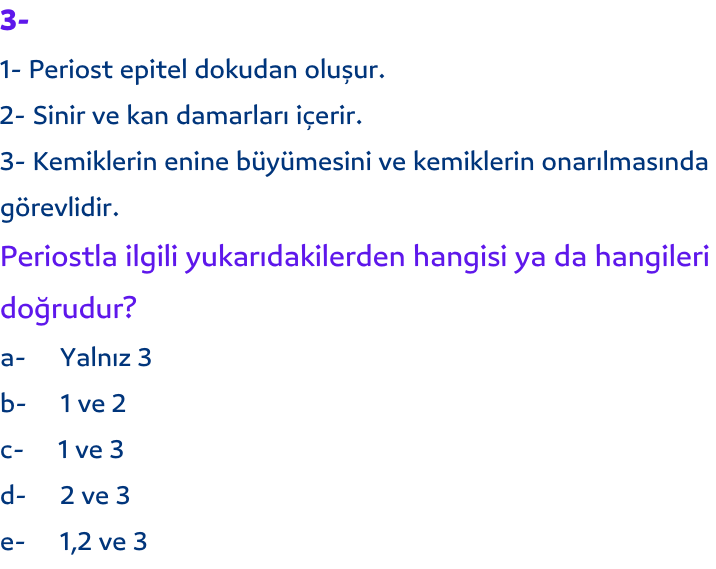 3-
1- Periost epitel dokudan oluşur.
2- Sinir ve kan damarları içerir.
3- Kemiklerin enine büyümesini ve kemiklerin onarılmasında
görevlidir.
Periostla ilgili yukarıdakilerden hangisi ya da hangileri
doğrudur?
a- Yalnız 3
b- 1 ve 2
c- 1 ve 3
d- 2 ve 3
e- 1,2 ve 3